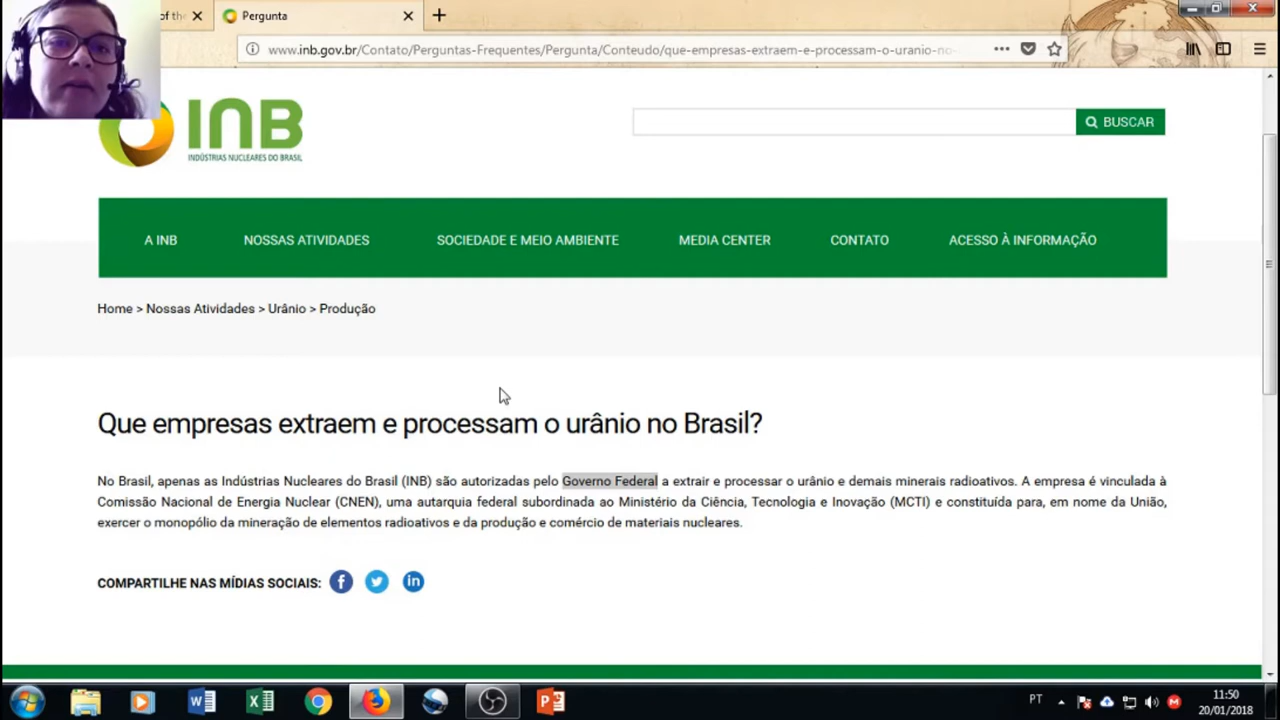 of the
Pergunta
www.inb.gov.br/Contato/Perguntas-Frequentes/Pergunta/Conteudo/que-empresas-extraem-e-processam-o-uranio-no-
INB
INDÚSTRIAS NUCLEARES DO BRASIL
BUSCAR
A INB NOSSAS ATIVIDADES SOCIEDADE E MEIO AMBIENTE MEDIA CENTER CONTATO ACESSO À INFORMAÇÃO
Home > Nossas Atividades > Urânio > Produção
Que empresas extraem e processam o urânio no Brasil?
No Brasil, apenas as Indústrias Nucleares do Brasil (INB) são autorizadas pelo Governo Federal a extrair e processar o urânio e demais minerais radioativos. A empresa é vinculada à
Comissão Nacional de Energia Nuclear (CNEN), uma autarquia federal subordinada ao Ministério da Ciência, Tecnologia e Inovação (MCTI) e constituída para, em nome da União,
exercer o monopólio da mineração de elementos radioativos e da produção e comércio de materiais nucleares.
COMPARTILHE NAS MÍDIAS SOCIAIS:
PT
11:50
20/01/2018